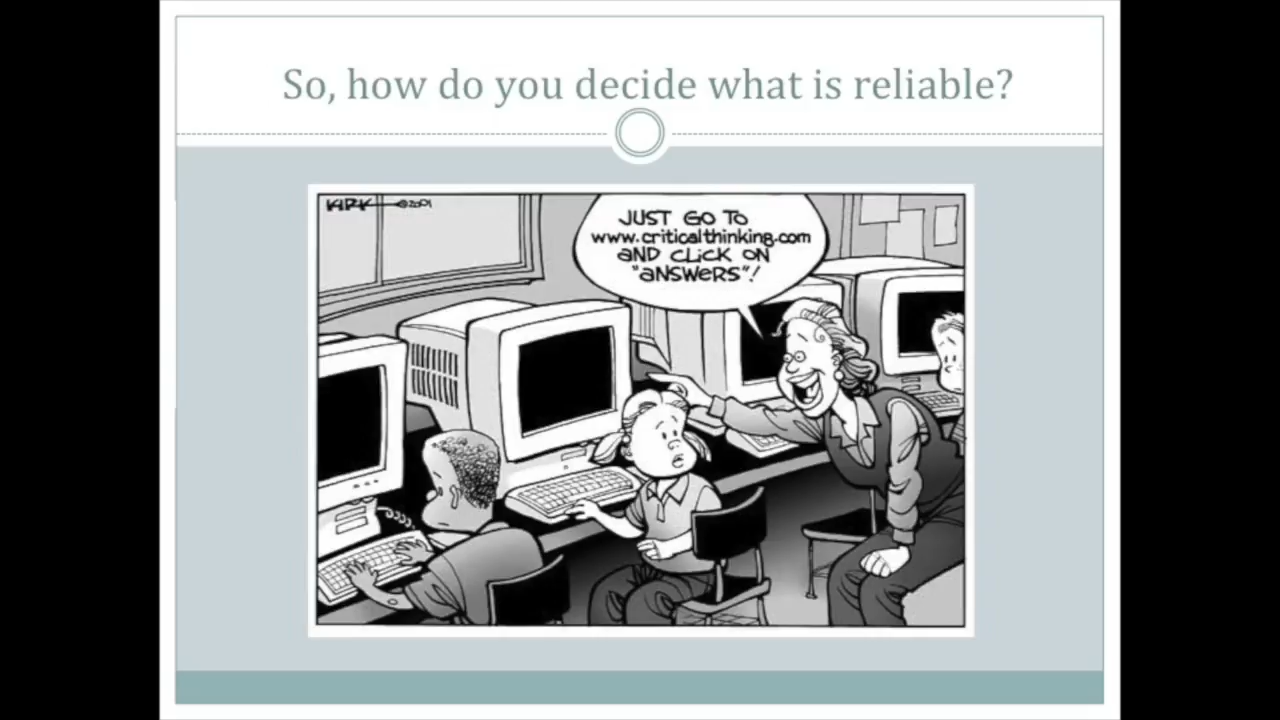 So, how do you decide what is reliable?
KIRK ©2001
JUST GO TO
www.criticalthinking.com
AND CLICK ON
"ANSWERS"!